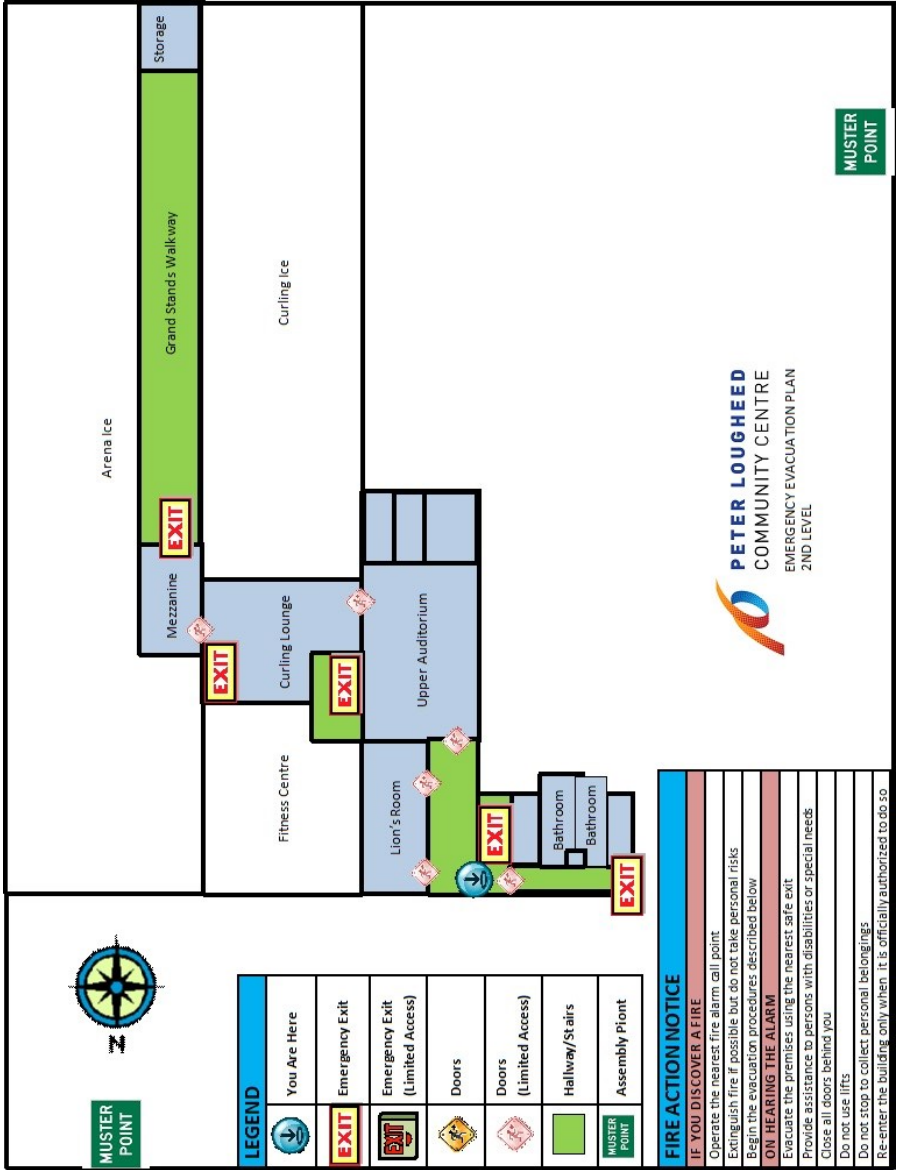 MUSTER
POINT
N
Arena Ice
Storage
Grand Stands Walkway
EXIT
Mezzanine
EXIT
Curling Lounge
Curling Ice
Fitness Centre
EXIT
Upper Auditorium
Lion's Room
EXIT
Bathroom
Bathroom
EXIT
LEGEND
You Are Here
EXIT
Emergency Exit
EXIT
Emergency Exit
(Limited Access)
Doors
Doors
(Limited Access)
Hallway/Stairs
MUSTER
POINT
Assembly Piont
FIRE ACTION NOTICE
IF YOU DISCOVER A FIRE
Operate the nearest fire alarm call point
Extinguish fire if possible but do not take personal risks
Begin the evacuation procedures described below
ON HEARING THE ALARM
Evacuate the premises using the nearest safe exit
Provide assistance to persons with disabilities or special needs
Close all doors behind you
Do not use lifts
Do not stop to collect personal belongings
Re-enter the building only when it is officially authorized to do so
PETER LOUGHEED
COMMUNITY CENTRE
EMERGENCY EVACUATION PLAN
2ND LEVEL
MUSTER
POINT